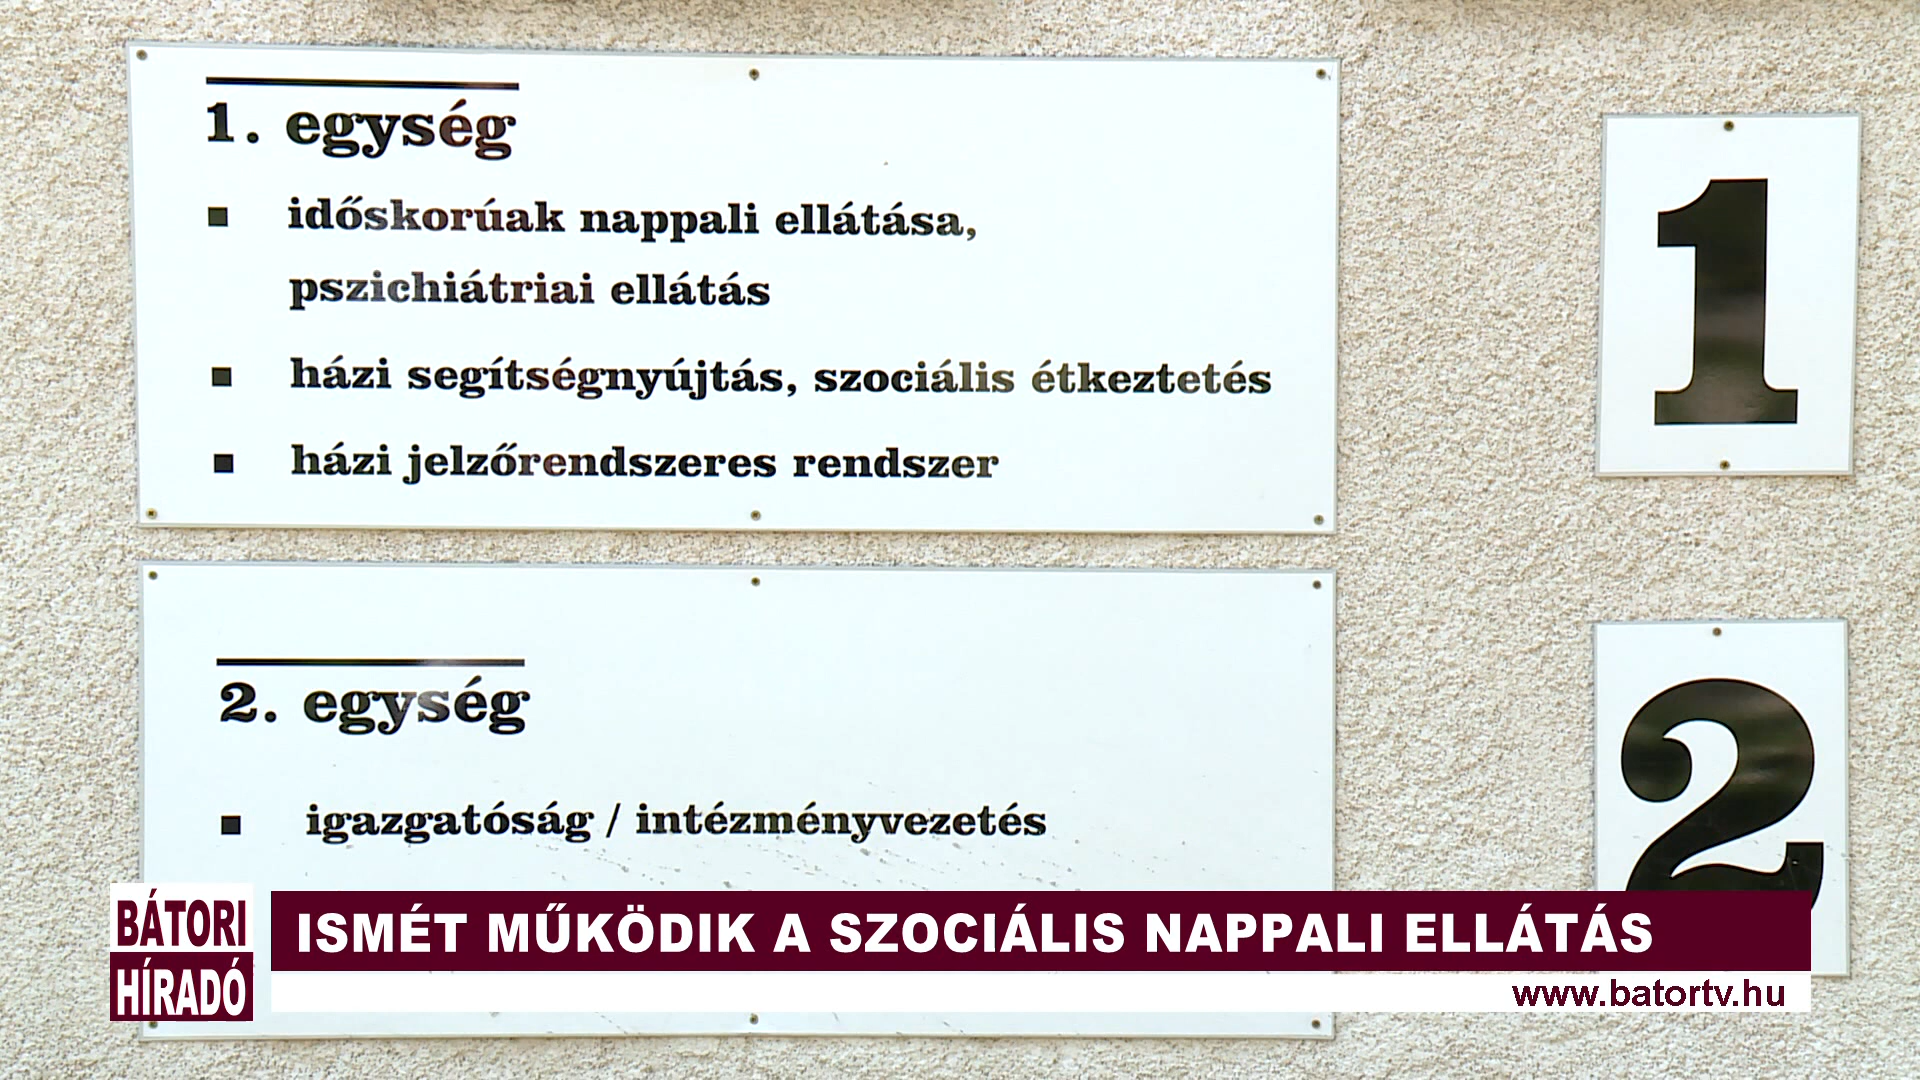 1. egység
▪ időskorúak nappali ellátása,
pszichiátriai ellátás
▪ házi segítségnyújtás, szociális étkeztetés
▪ házi jelzőrendszeres rendszer
1
2. egység
▪ igazgatóság / intézményvezetés
2
BÁTORI
HÍRADÓ
ISMÉT MŰKÖDIK A SZOCIÁLIS NAPPALI ELLÁTÁS
www.batortv.hu